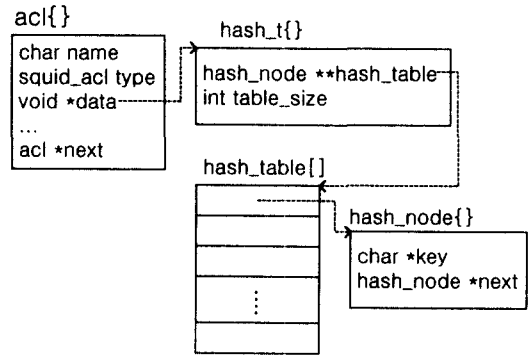 acl{}
char name
squid_acl type
void *data
...
acl *next
hash_t{}
hash_node **hash_table
int table_size
hash_table[]
hash_node{}
char *key
hash_node *next